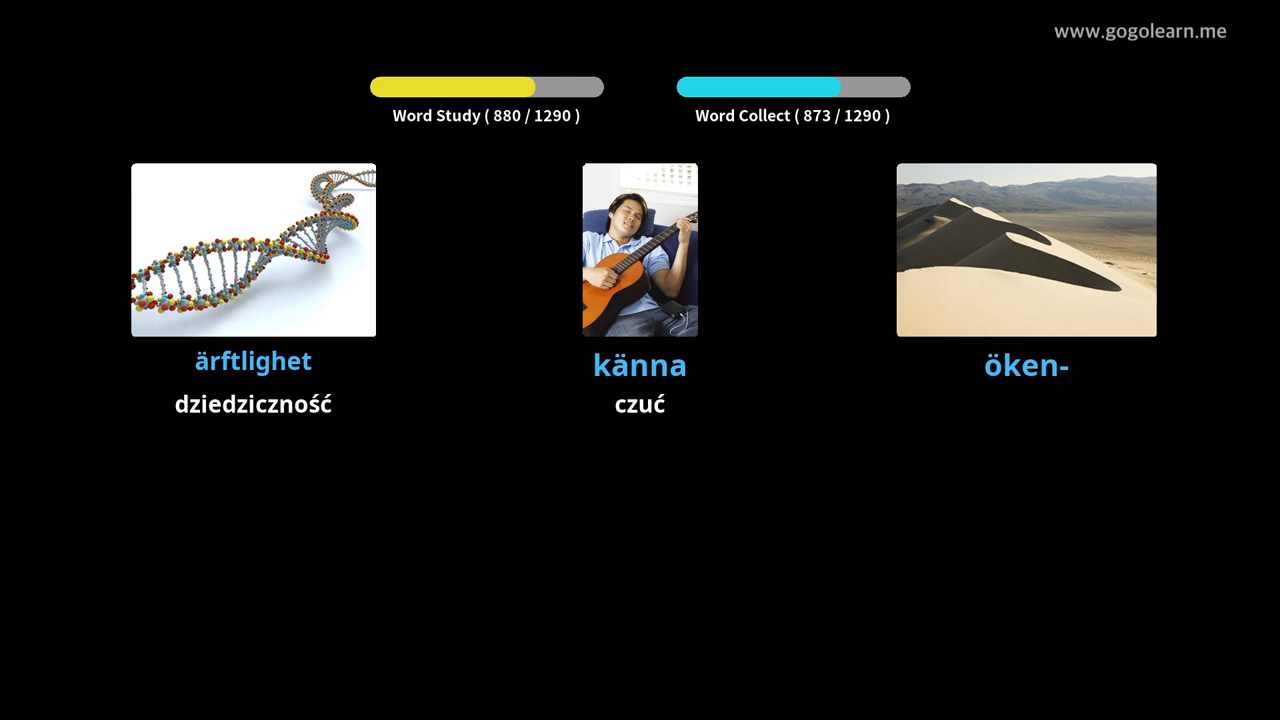 www.gogolearn.me
Word Study ( 880 / 1290 )
Word Collect ( 873 / 1290 )
ärftlighet
dziedziczność
känna
czuć
öken-